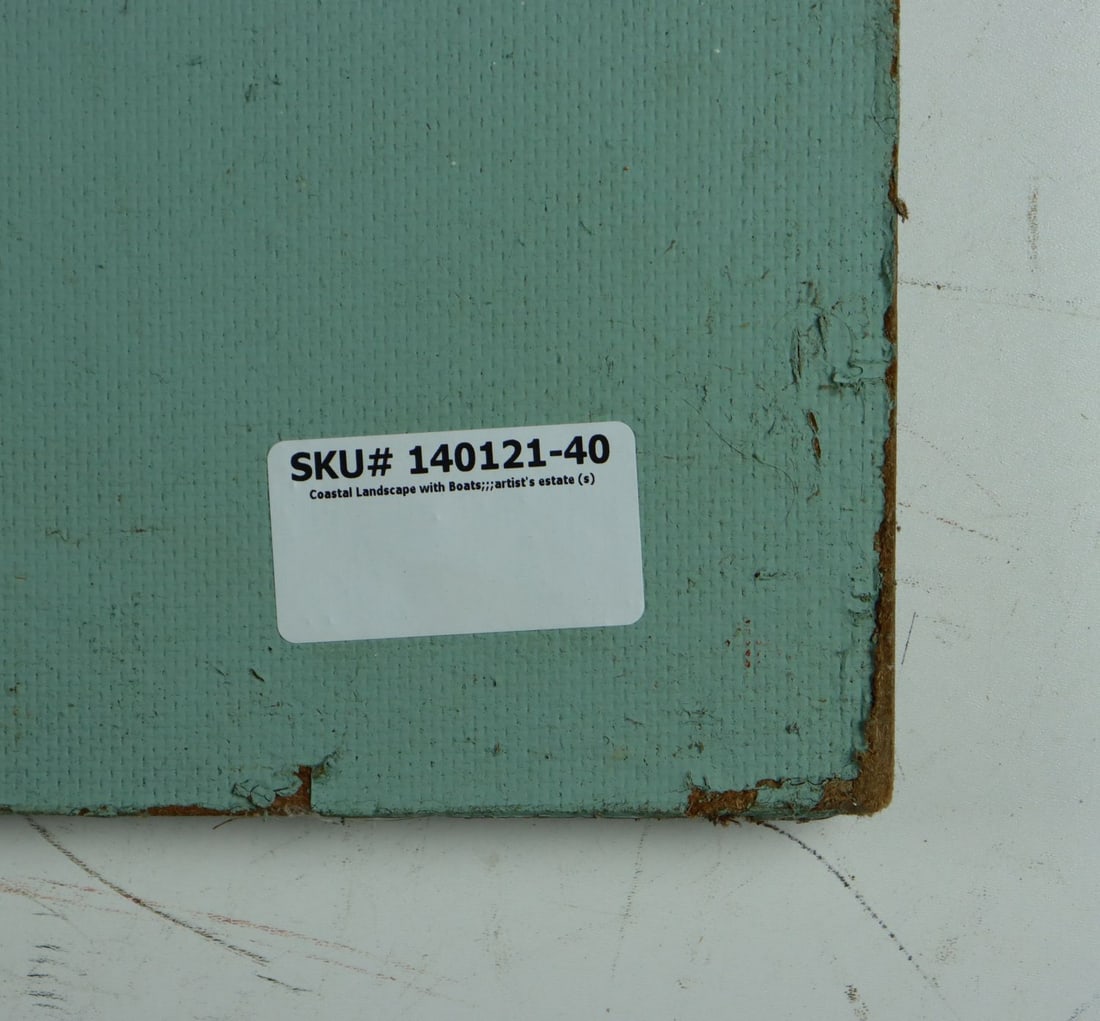 SKU# 140121-40
Coastal Landscape with Boats;;;artist's estate (s)